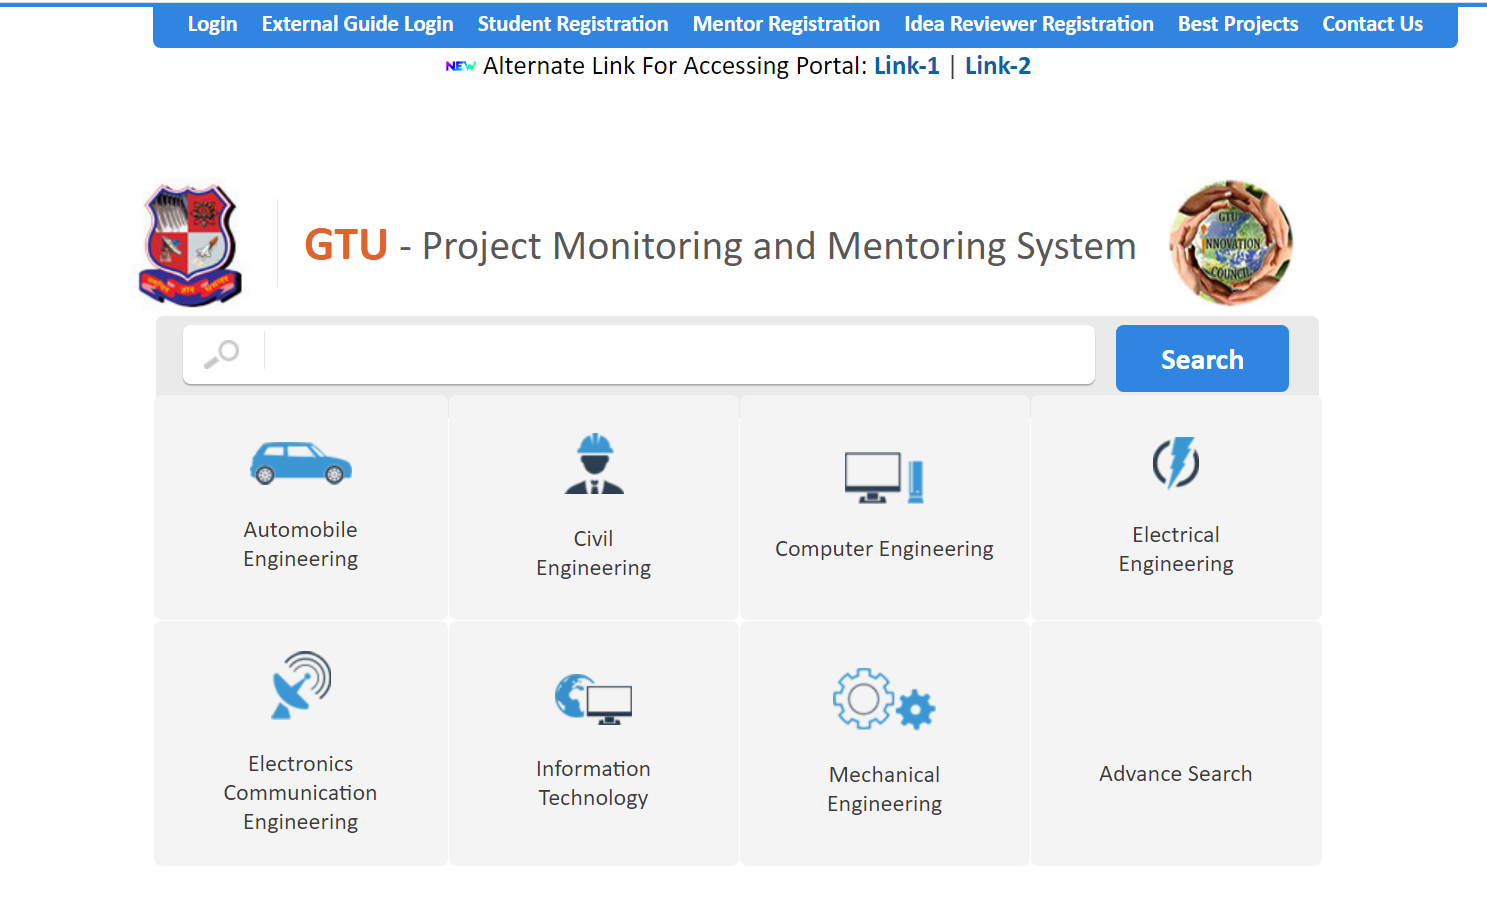 Login External Guide Login Student Registration Mentor Registration Idea Reviewer Registration Best Projects Contact Us
NEW Alternate Link For Accessing Portal: Link-1 | Link-2
GTU - Project Monitoring and Mentoring System
GTU
INNOVATION
COUNCIL
Search
Automobile
Engineering
Civil
Engineering
Computer Engineering
Electrical
Engineering
Electronics
Communication
Engineering
Information
Technology
Mechanical
Engineering
Advance Search